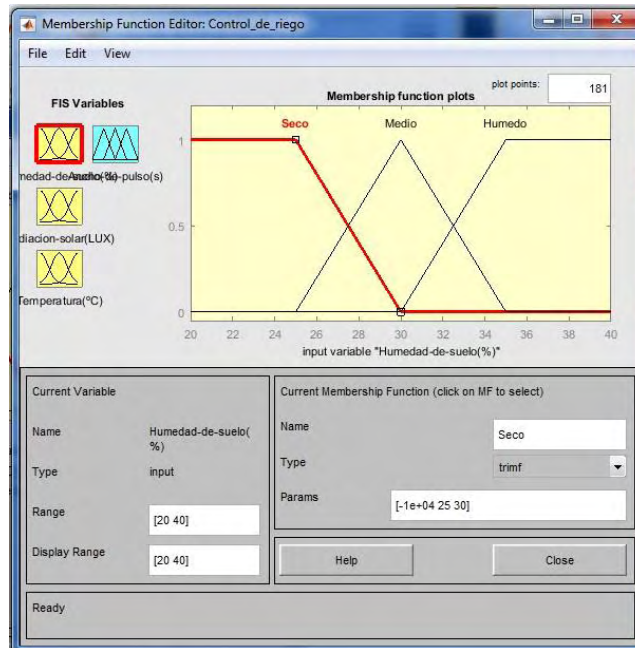 Membership Function Editor: Control_de_riego
File Edit View
FIS Variables
plot points: 181
Membership function plots
Seco Medio Humedo
1
0.5
0
20 22 24 26 28 30 32 34 36 38 40
input variable "Humedad-de-suelo(%)"
diacion-solar(LUX)
Temperatura(ºC)
Current Variable
Name Humedad-de-suelo(
%)
Type input
Range [20 40]
Display Range [20 40]
Current Membership Function (click on MF to select)
Name Seco
Type trimf
Params [-1e+04 25 30]
Help Close
Ready